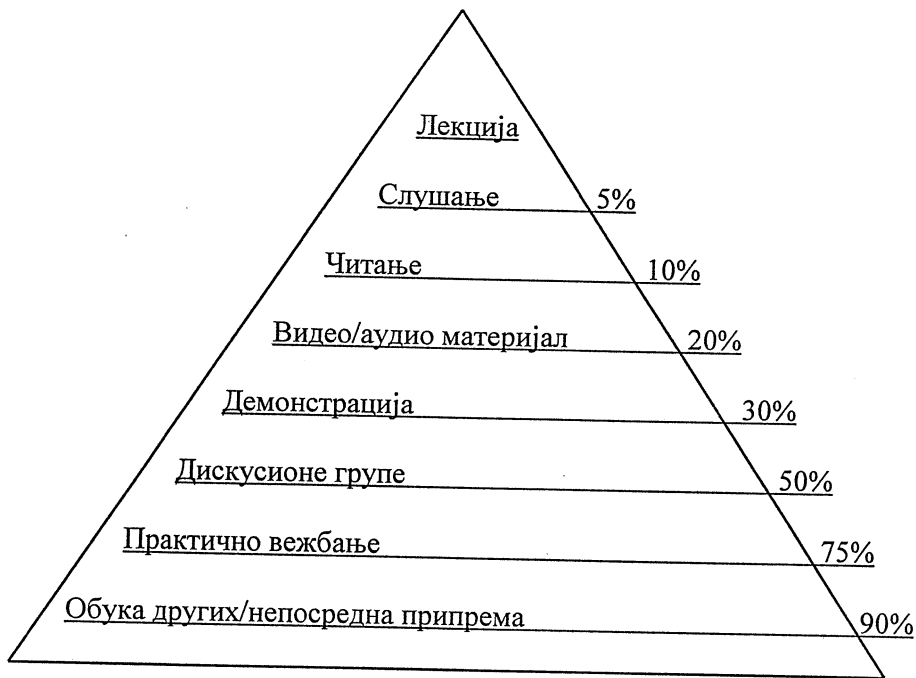 Лекција
Слушање 5%
Читање 10%
Видео/аудио материјал 20%
Демонстрација 30%
Дискусионе групе 50%
Практично вежбање 75%
Обука других/непосредна припрема 90%